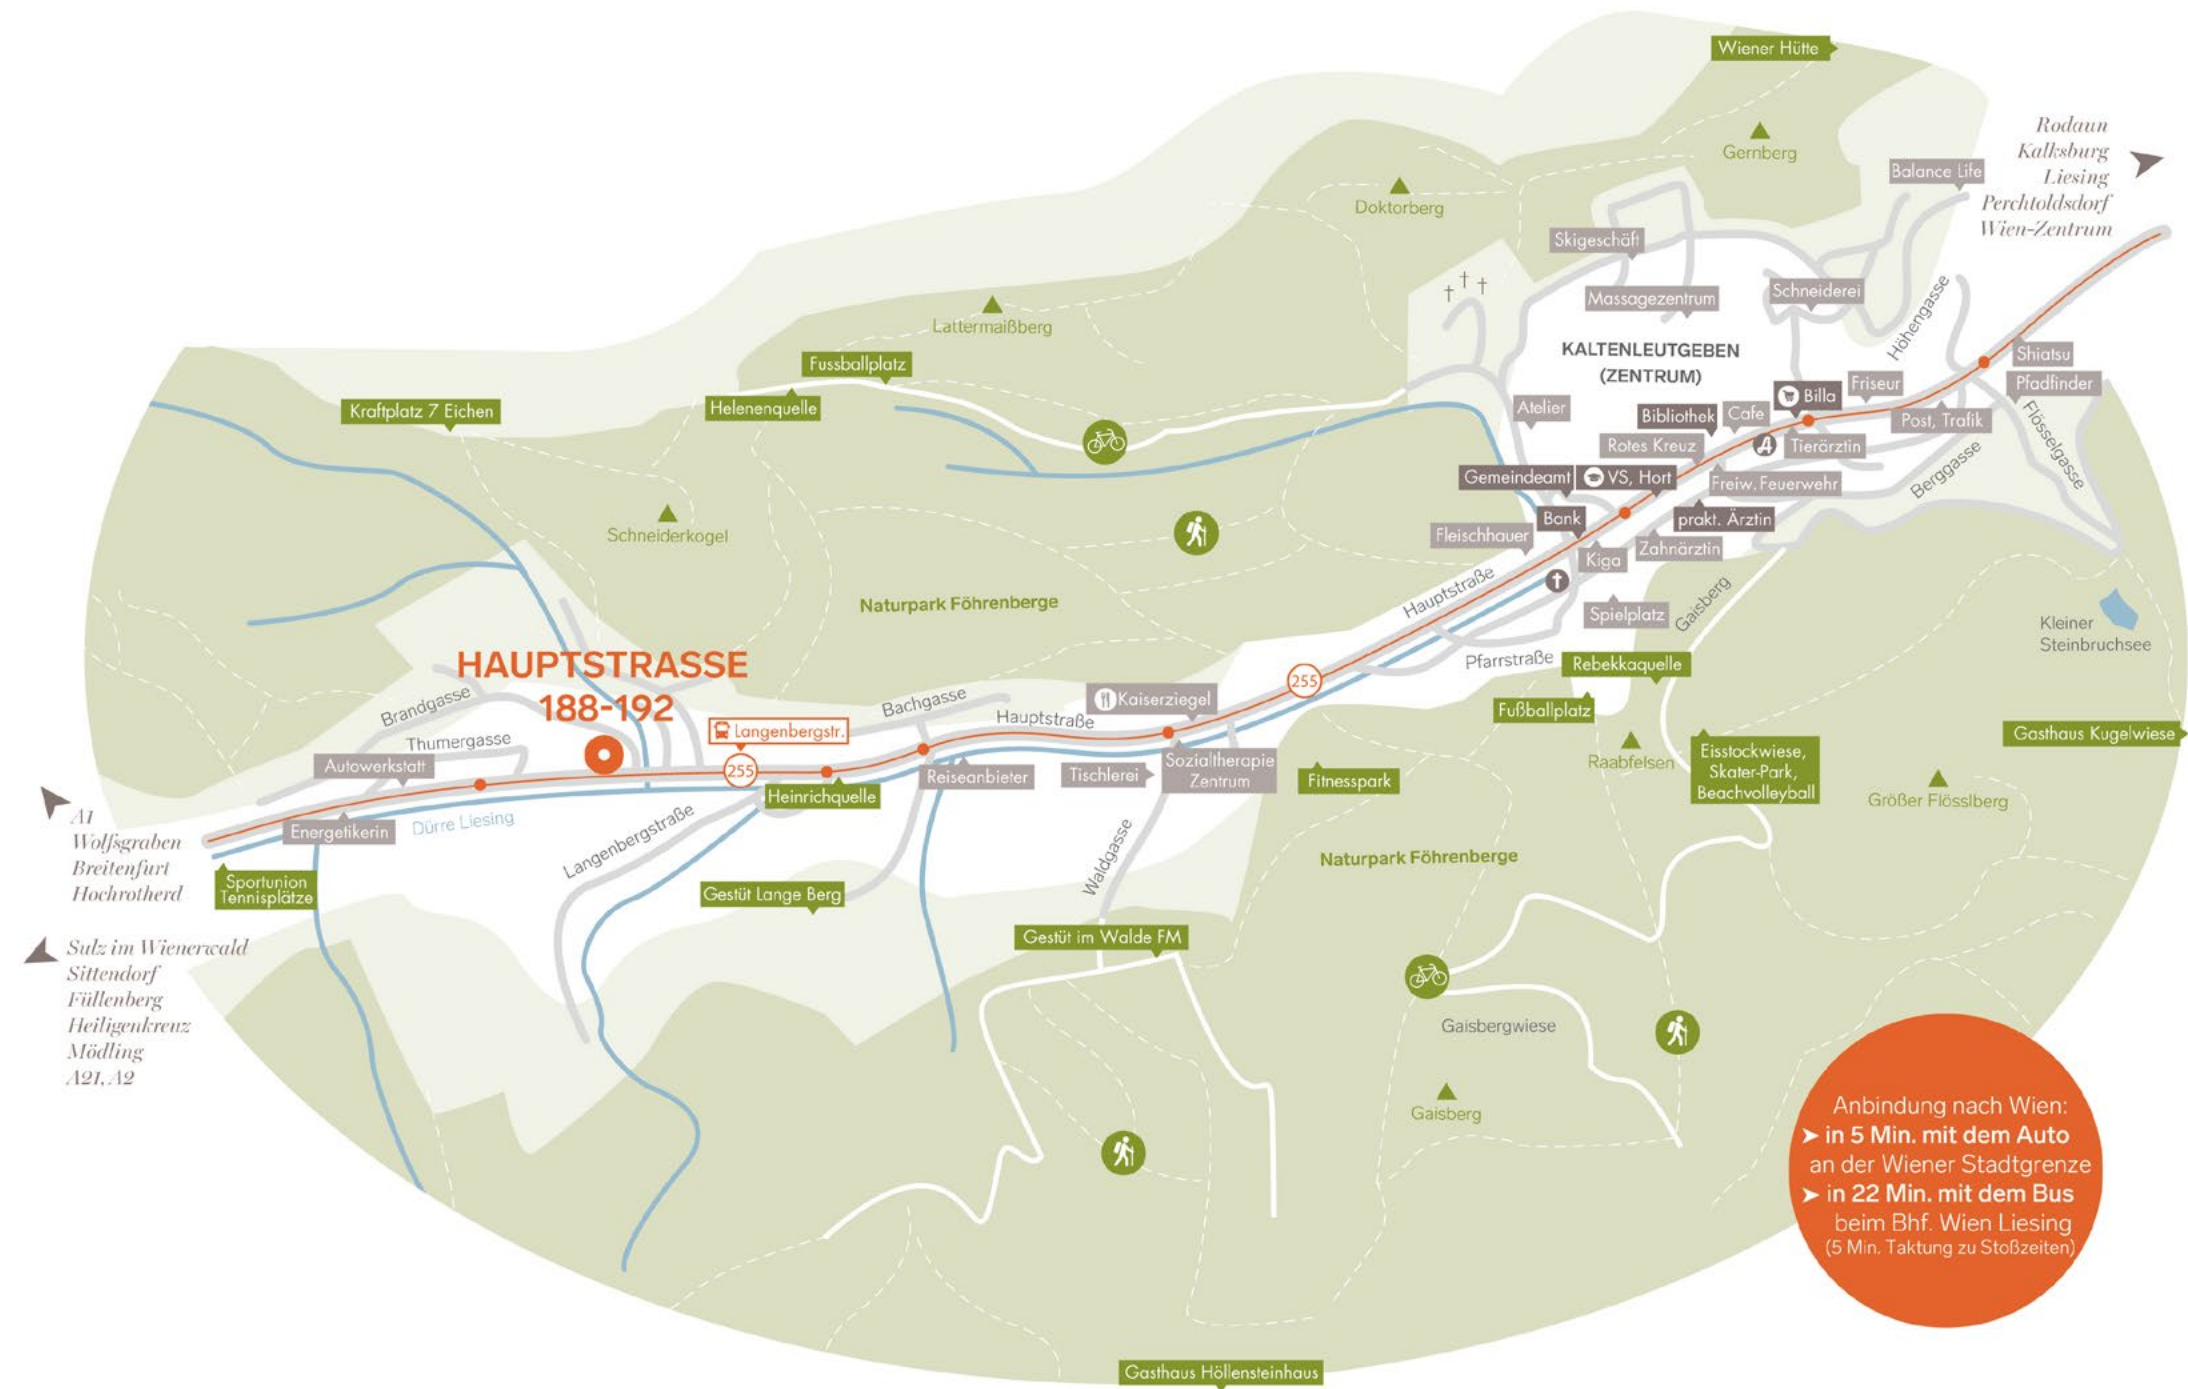 Wiener Hütte
Gernberg
Rodaun
Kalksburg
Liesing
Perchtoldsdorf
Wien-Zentrum
Balance Life
Doktorberg
Skigeschäft
Massagezentrum
Schneiderei
Höhengasse
Lattermaißberg
KALTENLEUTGEBEN
(ZENTRUM)
Shiatsu
Pfadfinder
Fussballplatz
Helenenquelle
Kraftplatz 7 Eichen
Atelier
Bibliothek
Cafe
Billa
Friseur
Post, Trafik
Flösselgasse
Rotes Kreuz
A
Tierärztin
Berggasse
Gemeindeamt
VS, Hort
Freiw. Feuerwehr
Bank
prakt. Ärztin
Fleischhauer
Kiga
Zahnärztin
Schneiderkogel
Naturpark Föhrenberge
Hauptstraße
Spielplatz
Gaisberg
Kleiner
Steinbruchsee
Pfarrstraße
Rebekkaquelle
HAUPTSTRASSE
188-192
Brandgasse
Thumergasse
Langenbergstr.
255
Bachgasse
Hauptstraße
Kaiserziegel
255
Fußballplatz
Raabfelsen
Eisstockwiese,
Skater-Park,
Beachvolleyball
Gasthaus Kugelwiese
Größer Flösslberg
Autowerkstatt
Heinrichquelle
Reiseanbieter
Tischlerei
Sozialtherapie
Zentrum
Fitnesspark
Energetikerin
Dürre Liesing
Langenbergstraße
Waldgasse
Naturpark Föhrenberge
A1
Wolfsgraben
Breitenfurt
Hochrotherd
Sportunion
Tennisplätze
Gestüt Lange Berg
Gestüt im Walde FM
Sulz im Wienerwald
Sittendorf
Füllenberg
Heiligenkreuz
Mödling
A21, A2
Gaisbergwiese
Gaisberg
Anbindung nach Wien:
➤ in 5 Min. mit dem Auto
an der Wiener Stadtgrenze
➤ in 22 Min. mit dem Bus
beim Bhf. Wien Liesing
(5 Min. Taktung zu Stoßzeiten)
Gasthaus Höllensteinhaus